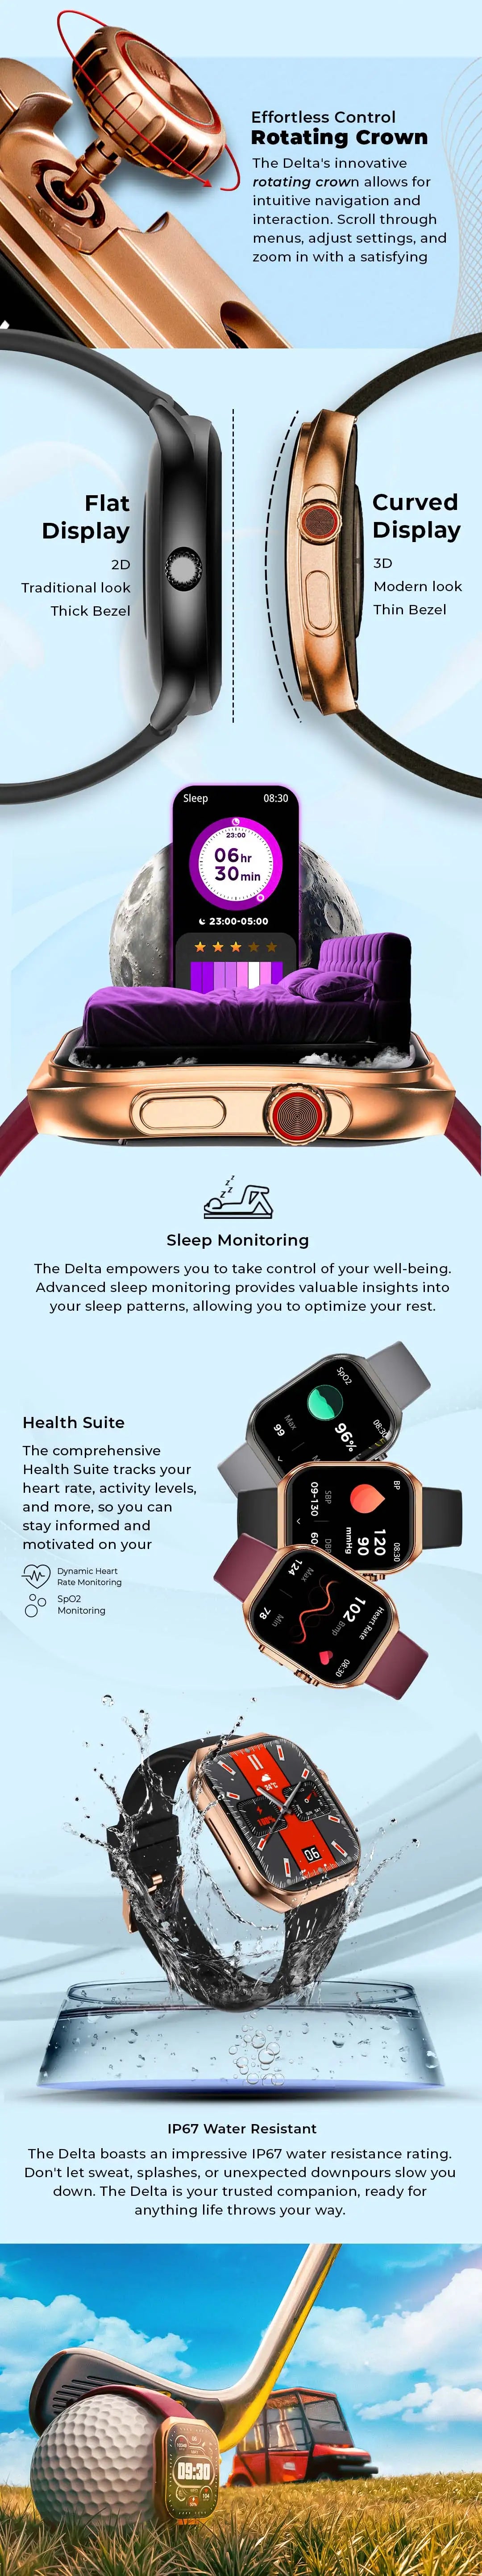 Effortless Control
Rotating Crown
The Delta's innovative
rotating crown allows for
intuitive navigation and
interaction. Scroll through
menus, adjust settings, and
zoom in with a satisfying
Flat
Display
2D
Traditional look
Thick Bezel
Curved
Display
3D
Modern look
Thin Bezel
Sleep 08:30
23:00
06 hr
30 min
23:00-05:00
Sleep Monitoring
The Delta empowers you to take control of your well-being.
Advanced sleep monitoring provides valuable insights into
your sleep patterns, allowing you to optimize your rest.
Health Suite
The comprehensive
Health Suite tracks your
heart rate, activity levels,
and more, so you can
stay informed and
motivated on your
Dynamic Heart
Rate Monitoring
SpO2
Monitoring
SpO2
08:30
96%
Max
99
BP
08:30
120
90
mmHg
SBP
09-130
60
Heart Rate
08:30
102 Bmp
Max
124
Min
78
24°C
100%
06
IP67 Water Resistant
The Delta boasts an impressive IP67 water resistance rating.
Don't let sweat, splashes, or unexpected downpours slow you
down. The Delta is your trusted companion, ready for
anything life throws your way.
09:30